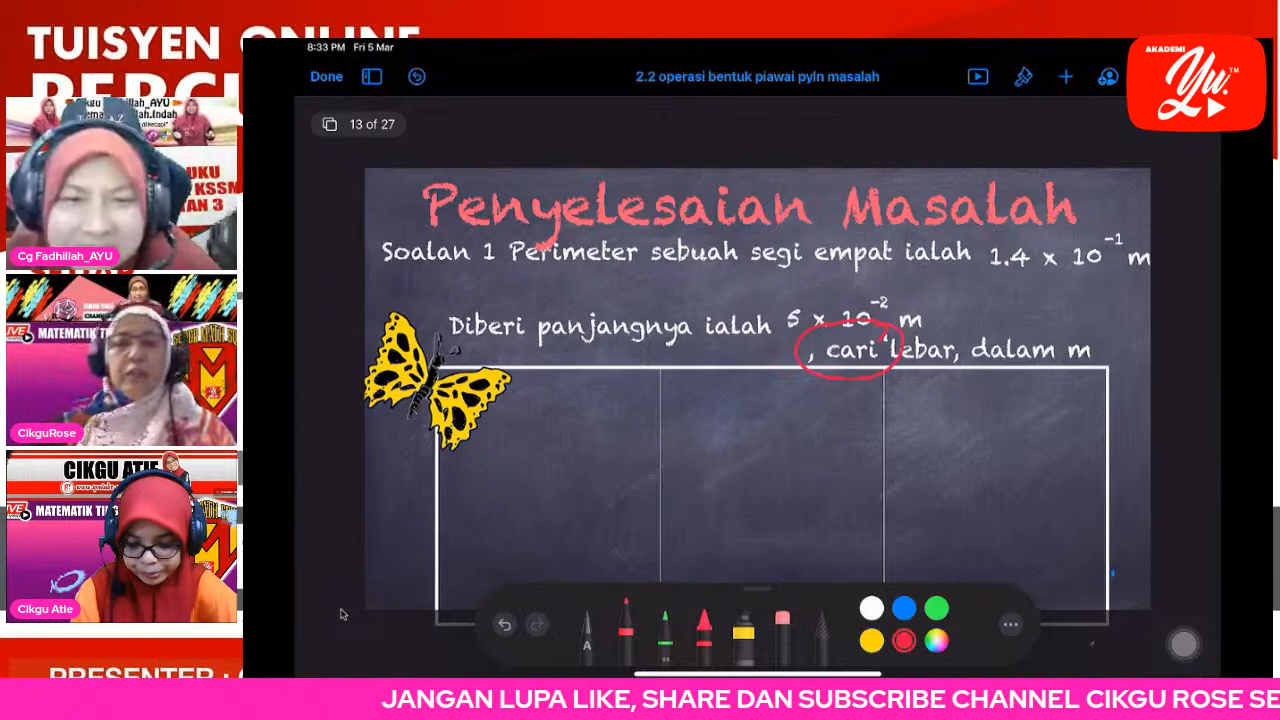 TUISYEN ONLINE
8:33 PM Fri 5 Mar
Done
2.2 operasi bentuk piawai pyln masalah
AKADEMI
Yu.
TM
13 of 27
Penyelesaian Masalah
Soalan 1 Perimeter sebuah segi empat ialah 1.4 x 10⁻¹ m
Diberi panjangnya ialah 5 x 10⁻² m
, cari lebar, dalam m
Cg Fadhillah_AYU
MATEMATIK
CikguRose
CIKGU ATIE
MATEMATIK
Cikgu Atie
A
50
PRESENTER
JANGAN LUPA LIKE, SHARE DAN SUBSCRIBE CHANNEL CIKGU ROSE SE